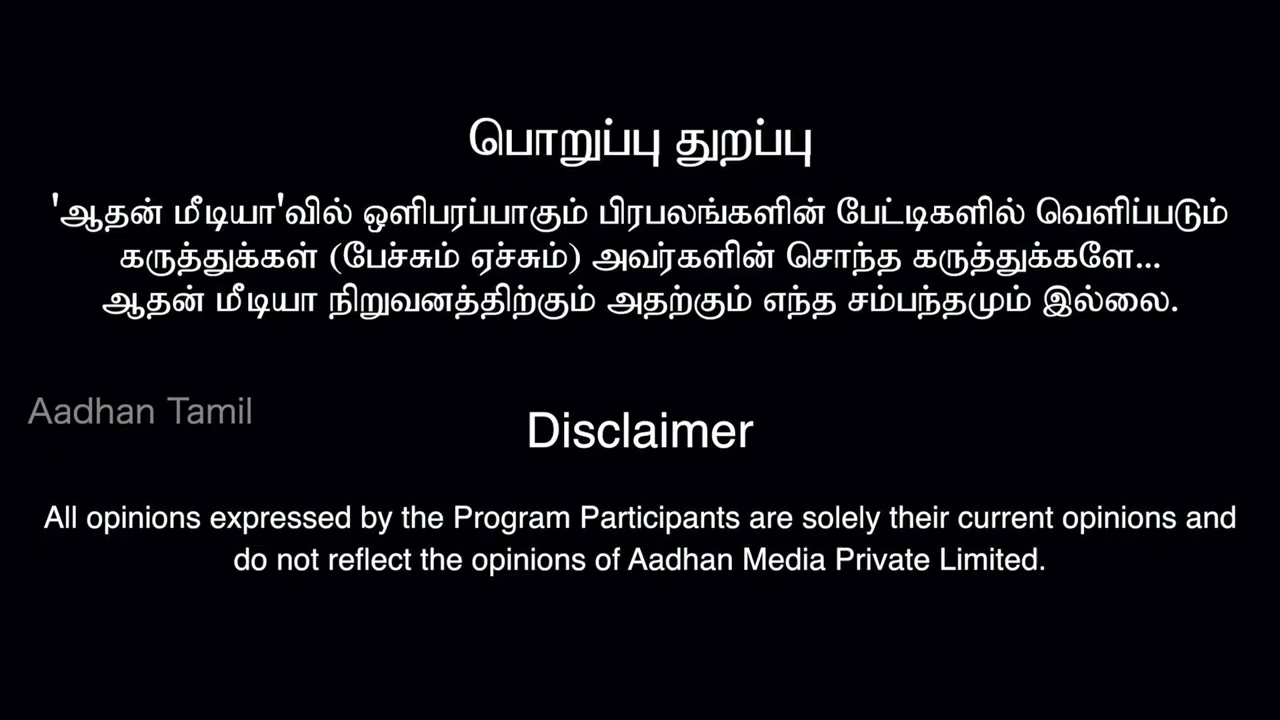 பொறுப்பு துறப்பு
'ஆதன் மீடியா'வில் ஒளிபரப்பாகும் பிரபலங்களின் பேட்டிகளில் வெளிப்படும்
கருத்துக்கள் (பேச்சும் ஏச்சும்) அவர்களின் சொந்த கருத்துக்களே...
ஆதன் மீடியா நிறுவனத்திற்கும் அதற்கும் எந்த சம்பந்தமும் இல்லை.
Aadhan Tamil
Disclaimer
All opinions expressed by the Program Participants are solely their current opinions and
do not reflect the opinions of Aadhan Media Private Limited.